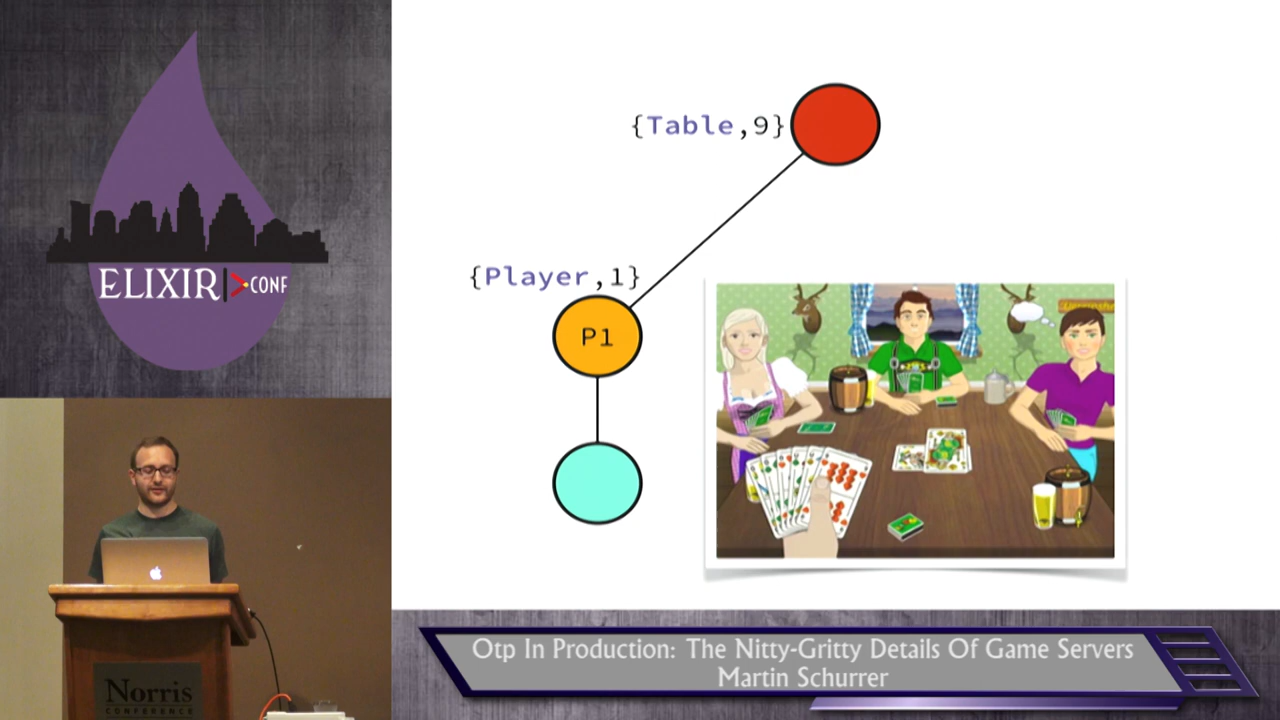 {Table,9}
{Player,1}
P1
ELIXIR
CONF
Norris
CONFERENCE
Otp In Production: The Nitty-Gritty Details Of Game Servers
Martin Schurrer